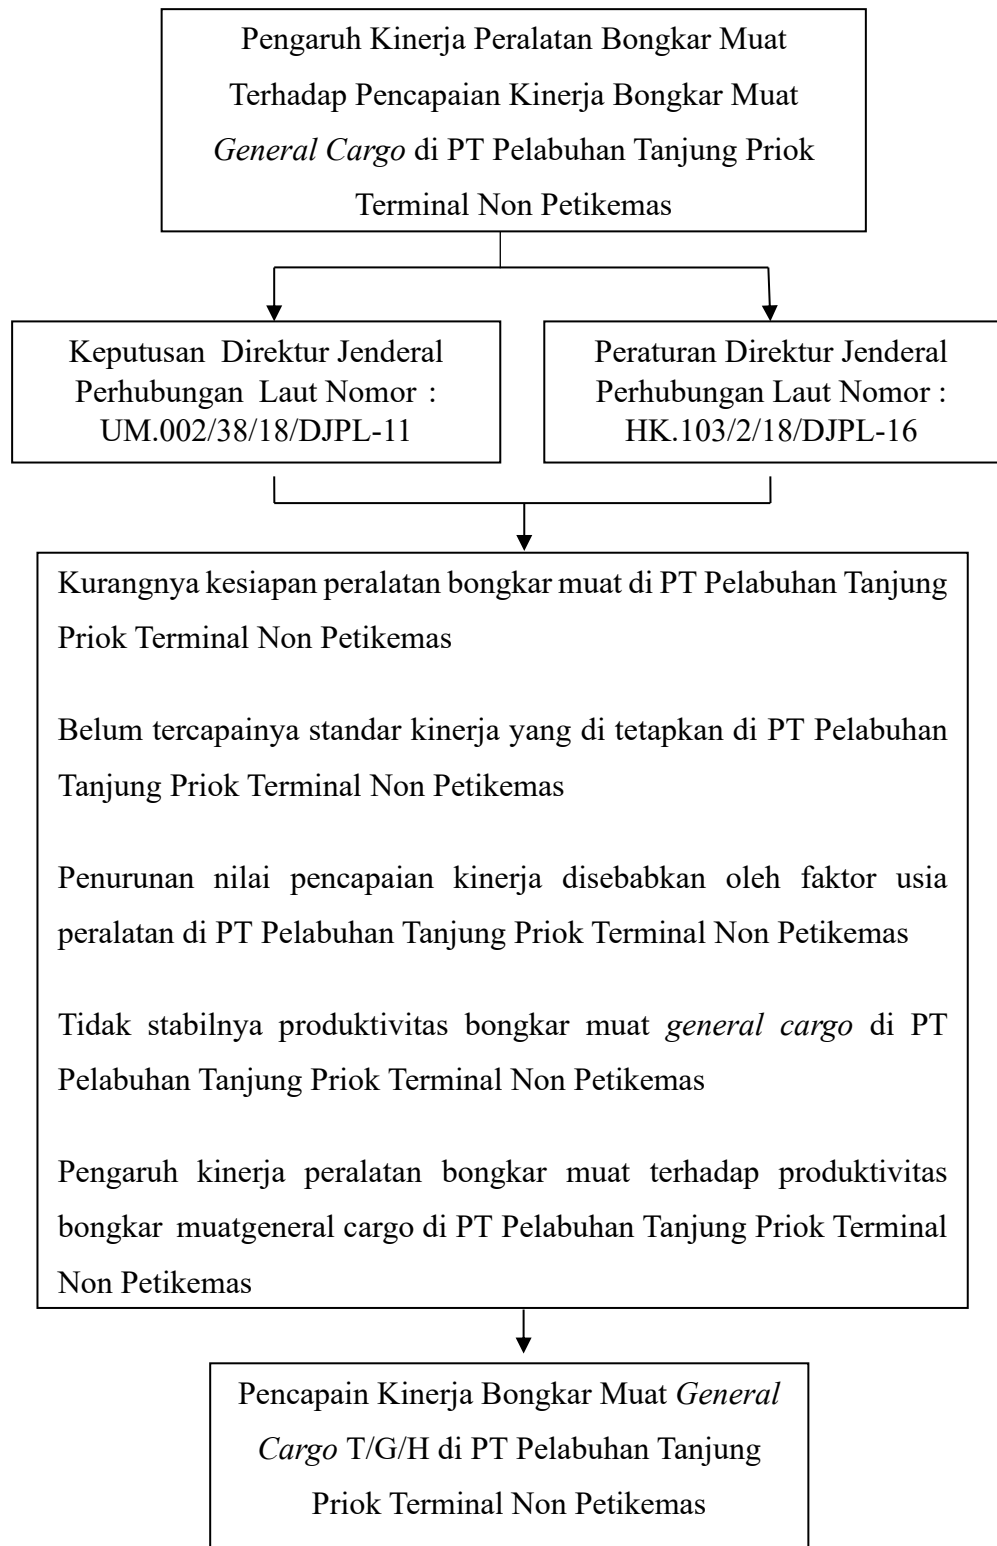 Pengaruh Kinerja Peralatan Bongkar Muat
Terhadap Pencapaian Kinerja Bongkar Muat
General Cargo di PT Pelabuhan Tanjung Priok
Terminal Non Petikemas
Keputusan Direktur Jenderal
Perhubungan Laut Nomor :
UM.002/38/18/DJPL-11
Peraturan Direktur Jenderal
Perhubungan Laut Nomor :
HK.103/2/18/DJPL-16
Kurangnya kesiapan peralatan bongkar muat di PT Pelabuhan Tanjung
Priok Terminal Non Petikemas
Belum tercapainya standar kinerja yang di tetapkan di PT Pelabuhan
Tanjung Priok Terminal Non Petikemas
Penurunan nilai pencapaian kinerja disebabkan oleh faktor usia
peralatan di PT Pelabuhan Tanjung Priok Terminal Non Petikemas
Tidak stabilnya produktivitas bongkar muat general cargo di PT
Pelabuhan Tanjung Priok Terminal Non Petikemas
Pengaruh kinerja peralatan bongkar muat terhadap produktivitas
bongkar muatgeneral cargo di PT Pelabuhan Tanjung Priok Terminal
Non Petikemas
Pencapain Kinerja Bongkar Muat General
Cargo T/G/H di PT Pelabuhan Tanjung
Priok Terminal Non Petikemas